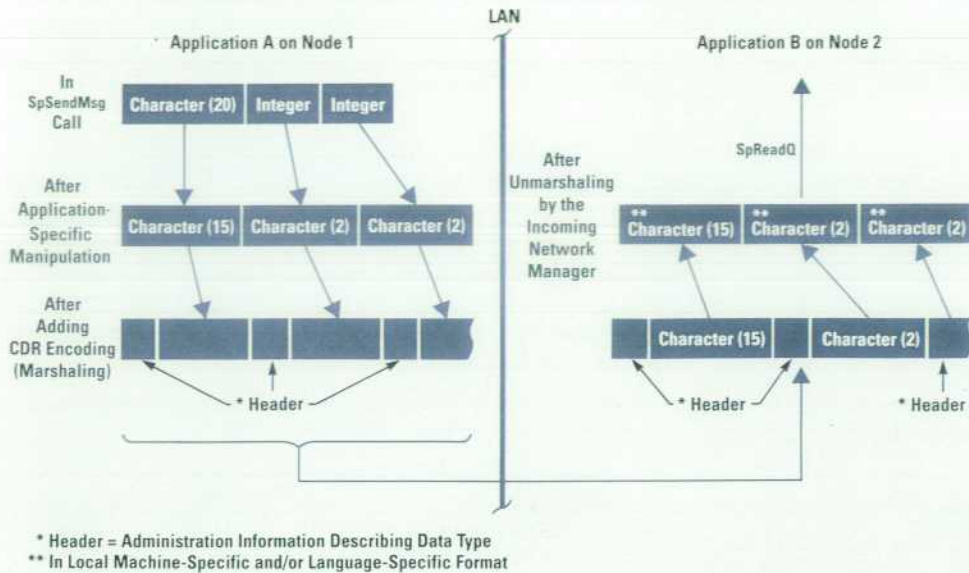 LAN
Application A on Node 1
In
SpSendMsg
Call
Character (20) Integer Integer
After
Application-
Specific
Manipulation
Character (15) Character (2) Character (2)
After
Adding
CDR Encoding
(Marshaling)
* Header
Application B on Node 2
SpReadQ
After
Unmarshaling
by the
Incoming
Network
Manager
** Character (15) ** Character (2) ** Character (2)
Character (15) Character (2)
* Header
* Header
* Header = Administration Information Describing Data Type
** In Local Machine-Specific and/or Language-Specific Format